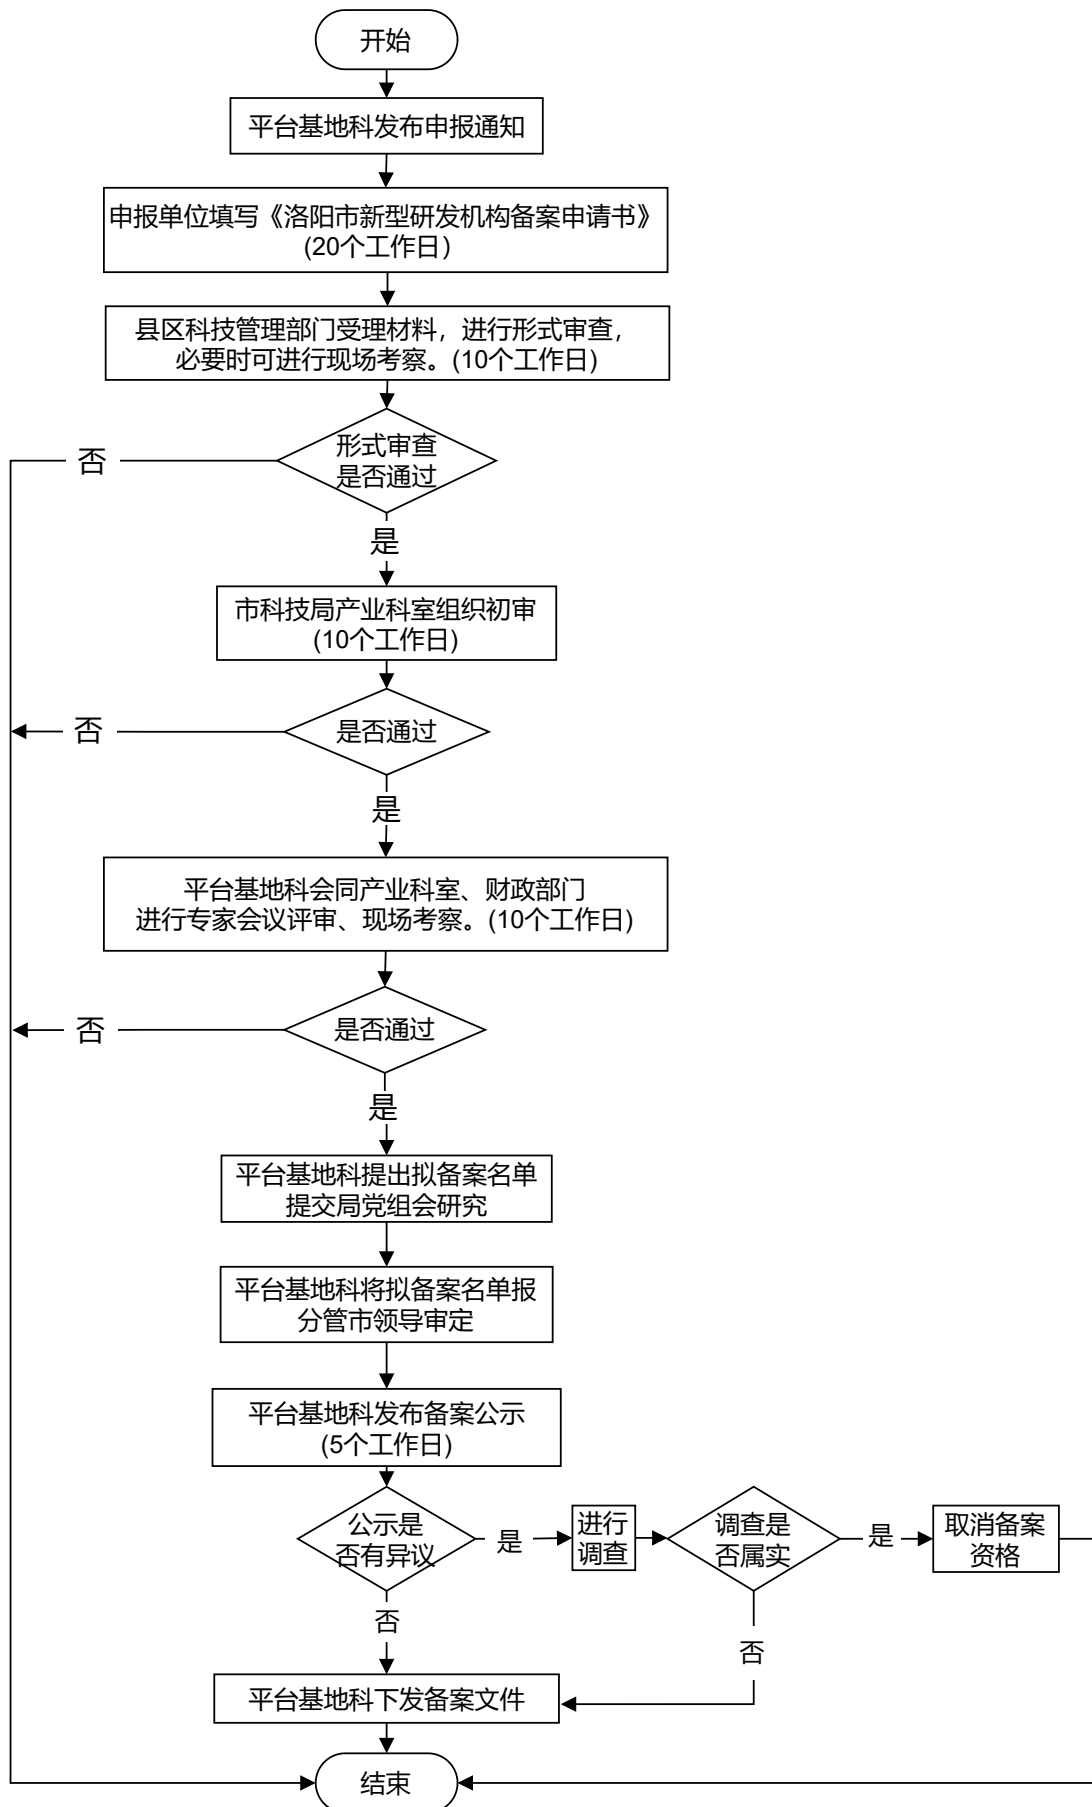 开始
平台基地科发布申报通知
申报单位填写《洛阳市新型研发机构备案申请书》
(20个工作日)
县区科技管理部门受理材料，进行形式审查，
必要时可进行现场考察。(10个工作日)
形式审查
是否通过
否
是
市科技局产业科室组织初审
(10个工作日)
是否通过
否
是
平台基地科会同产业科室、财政部门
进行专家会议评审、现场考察。(10个工作日)
是否通过
否
是
平台基地科提出拟备案名单
提交局党组会研究
平台基地科将拟备案名单报
分管市领导审定
平台基地科发布备案公示
(5个工作日)
公示是
否有异议
是
进行
调查
调查是
否属实
是
取消备案
资格
否
否
平台基地科下发备案文件
结束